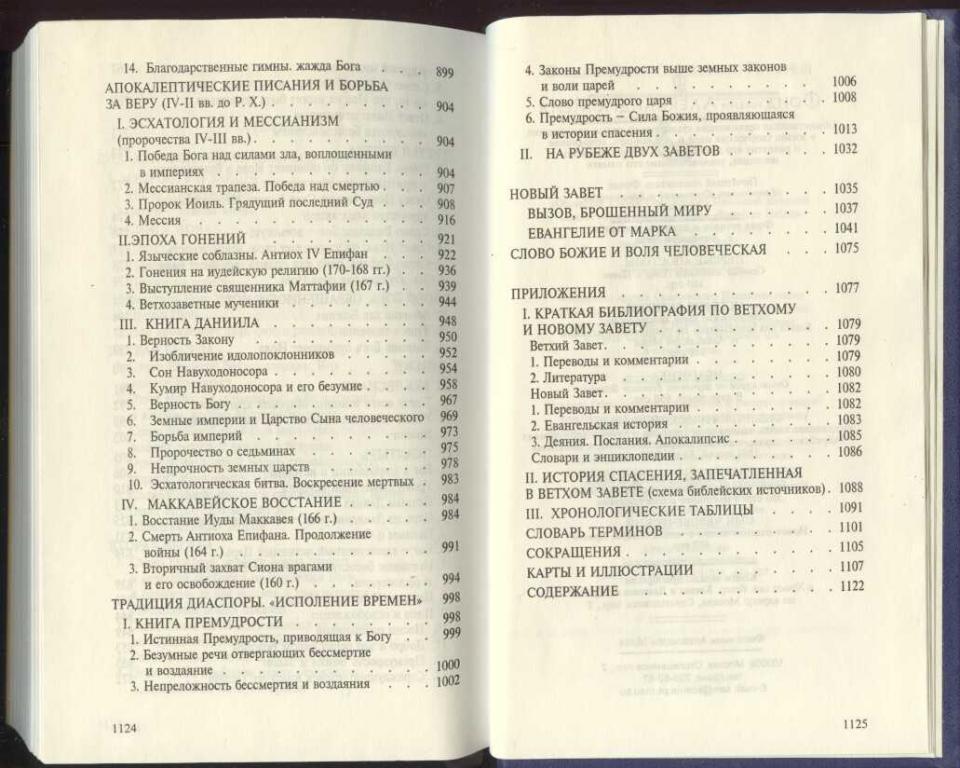 14. Благодарственные гимны. жажда Бога . . . 899
АПОКАЛЕПТИЧЕСКИЕ ПИСАНИЯ И БОРЬБА
ЗА ВЕРУ (IV-II вв. до Р. Х.) . . . . . . . . . 904
I. ЭСХАТОЛОГИЯ И МЕССИАНИЗМ
(пророчества IV-III вв.) . . . . . . . . . 904
1. Победа Бога над силами зла, воплощенными
в империях . . . . . . . . . . . . 904
2. Мессианская трапеза. Победа над смертью . . . 907
3. Пророк Иоиль. Грядущий последний Суд . . . 908
4. Мессия . . . . . . . . . . . . . 916
II.ЭПОХА ГОНЕНИЙ . . . . . . . . . 921
1. Языческие соблазны. Антиох IV Епифан . . . 922
2. Гонения на иудейскую религию (170-168 гг.) . . 936
3. Выступление священника Маттафии (167 г.) . . 939
4. Ветхозаветные мученики . . . . . . . . 944
III. КНИГА ДАНИИЛА . . . . . . . . . 948
1. Верность Закону . . . . . . . . . . 950
2. Изобличение идолопоклонников . . . . . 952
3. Сон Навуходоносора . . . . . . . . . 954
4. Кумир Навуходоносора и его безумие . . . . 958
5. Верность Богу . . . . . . . . . . . 967
6. Земные империи и Царство Сына человеческого 969
7. Борьба империй . . . . . . . . . . 973
8. Пророчество о седьминах . . . . . . . 975
9. Непрочность земных царств . . . . . . 978
10. Эсхатологическая битва. Воскресение мертвых . 983
IV. МАККАВЕЙСКОЕ ВОССТАНИЕ . . . . . 984
1. Восстание Иуды Маккавея (166 г.) . . . . . 984
2. Смерть Антиоха Епифана. Продолжение
войны (164 г.) . . . . . . . . . . 991
3. Вторичный захват Сиона врагами
и его освобождение (160 г.) . . . . . . . 994
ТРАДИЦИЯ ДИАСПОРЫ. «ИСПОЛЕНИЕ ВРЕМЕН» 998
I. КНИГА ПРЕМУДРОСТИ . . . . . . . . 998
1. Истинная Премудрость, приводящая к Богу . . 999
2. Безумные речи отвергающих бессмертие
и воздаяние . . . . . . . . . . . 1000
3. Непреложность бессмертия и воздаяния . . . 1002
1124
4. Законы Премудрости выше земных законов
и воли царей . . . . . . . . . . 1006
5. Слово премудрого царя . . . . . . . 1008
6. Премудрость – Сила Божия, проявляющаяся
в истории спасения . . . . . . . . . 1013
II. НА РУБЕЖЕ ДВУХ ЗАВЕТОВ . . . . . . 1032
НОВЫЙ ЗАВЕТ . . . . . . . . . . . 1035
ВЫЗОВ, БРОШЕННЫЙ МИРУ . . . . . . 1037
ЕВАНГЕЛИЕ ОТ МАРКА . . . . . . . . 1041
СЛОВО БОЖИЕ И ВОЛЯ ЧЕЛОВЕЧЕСКАЯ . . . 1075
ПРИЛОЖЕНИЯ . . . . . . . . . . . 1077
I. КРАТКАЯ БИБЛИОГРАФИЯ ПО ВЕТХОМУ
И НОВОМУ ЗАВЕТУ . . . . . . . . . 1079
Ветхий Завет. . . . . . . . . . . . 1079
1. Переводы и комментарии . . . . . . . 1079
2. Литература . . . . . . . . . . . 1080
Новый Завет. . . . . . . . . . . . 1082
1. Переводы и комментарии . . . . . . . 1082
2. Евангельская история . . . . . . . . 1083
3. Деяния. Послания. Апокалипсис . . . . . 1085
Словари и энциклопедии . . . . . . . . 1086
II. ИСТОРИЯ СПАСЕНИЯ, ЗАПЕЧАТЛЕННАЯ
В ВЕТХОМ ЗАВЕТЕ (схема библейских источников) . 1088
III. ХРОНОЛОГИЧЕСКИЕ ТАБЛИЦЫ . . . . 1091
СЛОВАРЬ ТЕРМИНОВ . . . . . . . . . 1101
СОКРАЩЕНИЯ . . . . . . . . . . . 1105
КАРТЫ И ИЛЛЮСТРАЦИИ . . . . . . . 1107
СОДЕРЖАНИЕ . . . . . . . . . . . 1122
1125